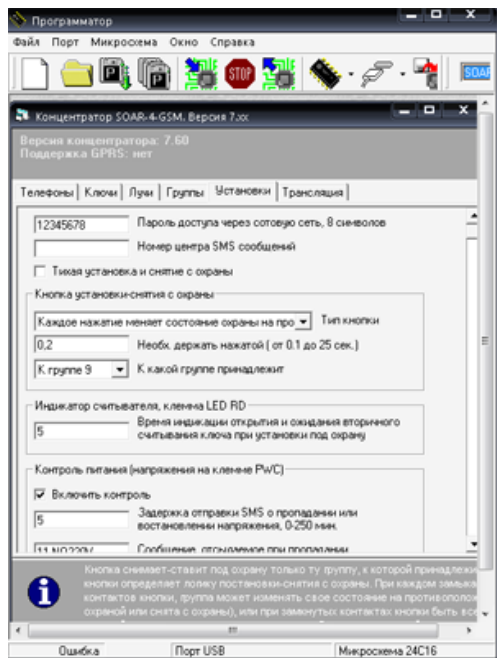 Программатор
Файл Порт Микросхема Окно Справка
STOP
SOAR
Концентратор SOAR-4-GSM. Версия 7.xx
Версия концентратора: 7.60
Поддержка GPRS: нет
Телефоны Ключи Лучи Группы Установки Трансляция
12345678 Пароль доступа через сотовую сеть, 8 символов
Номер центра SMS сообщений
Тихая установка и снятие с охраны
Кнопка установки-снятия с охраны
Каждое нажатие меняет состояние охраны на про Тип кнопки
0,2 Необх. держать нажатой ( от 0.1 до 25 сек.)
К группе 9 К какой группе принадлежит
Индикатор считывателя, клемма LED RD
5 Время индикации открытия и ожидания вторичного
считывания ключа при установки под охрану
Контроль питания (напряжения на клемме PWC)
Включить контроль
5 Задержка отправки SMS о пропадании или
востановлении напряжения, 0-250 мин.
11 NO220V Сообщение, отсылаемое при пропадании
Кнопка снимает-ставит под охрану только ту группу, к которой принадлежи
кнопки определяет логику постановки-снятия с охраны. При каждом замыка
контактов кнопки, группа может изменять свое состояние на противополож
охраной или снята с охраны), или при замкнутых контактах кнопки быть все
Ошибка Порт USB Микросхема 24C16